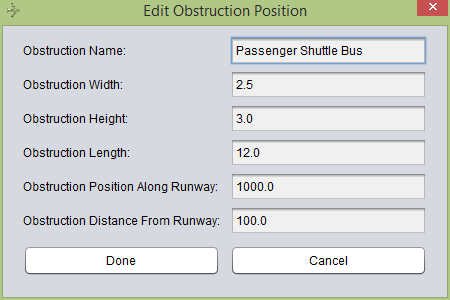 Edit Obstruction Position
Obstruction Name: Passenger Shuttle Bus
Obstruction Width: 2.5
Obstruction Height: 3.0
Obstruction Length: 12.0
Obstruction Position Along Runway: 1000.0
Obstruction Distance From Runway: 100.0
Done Cancel